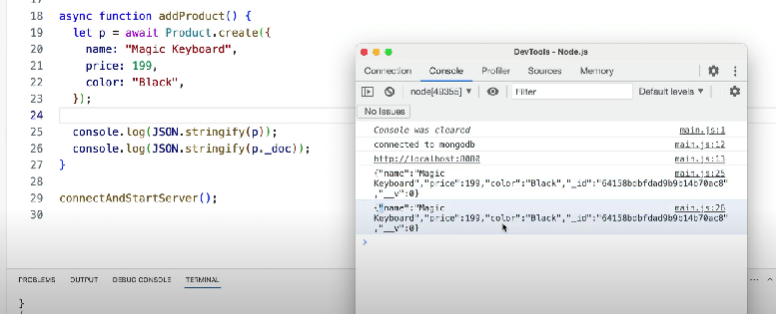 17
18 async function addProduct() {
19 let p = await Product.create({
20 name: "Magic Keyboard",
21 price: 199,
22 color: "Black",
23 });
24
25 console.log(JSON.stringify(p));
26 console.log(JSON.stringify(p._doc));
27 }
28
29 connectAndStartServer();
30
PROBLEMS OUTPUT DEBUG CONSOLE TERMINAL
}
DevTools - Node.js
Connection Console Profiler Sources Memory
Filter Default levels ▼
No Issues
Console was cleared main.js:1
connected to mongodb main.js:12
http://localhost:8080 main.js:13
{"name":"Magic main.js:25
Keyboard","price":199,"color":"Black","_id":
,"__v":0}
{"name":"Magic main.js:26
Keyboard","price":199,"color":"Black","_id":
,"__v":0}